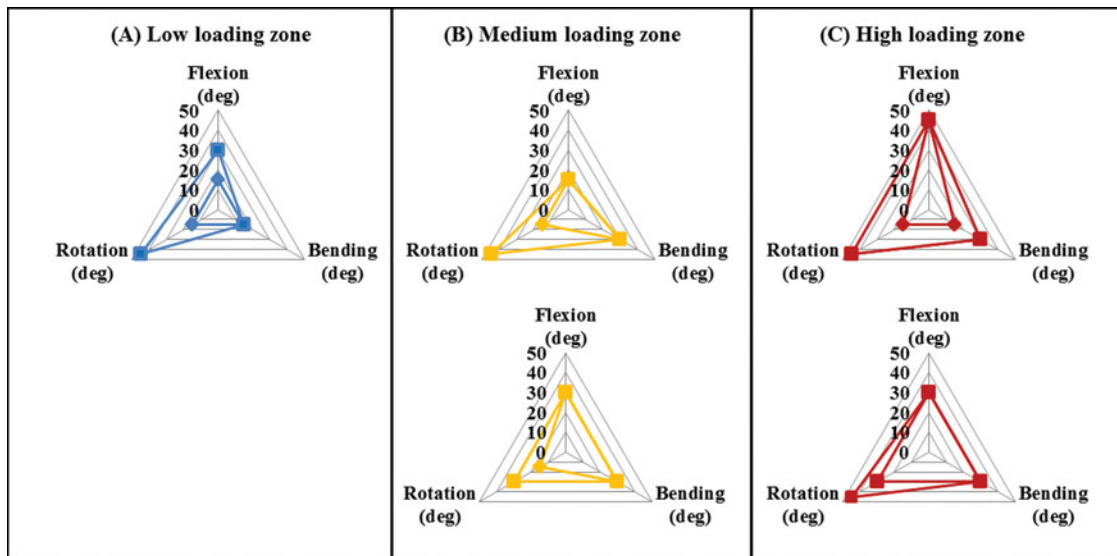 (A) Low loading zone
Flexion
(deg)
50
40
30
20
10
0
Rotation
(deg)
Bending
(deg)
(B) Medium loading zone
Flexion
(deg)
50
40
30
20
10
0
Rotation
(deg)
Bending
(deg)
Flexion
(deg)
50
40
30
20
10
0
Rotation
(deg)
Bending
(deg)
(C) High loading zone
Flexion
(deg)
50
40
30
20
10
0
Rotation
(deg)
Bending
(deg)
Flexion
(deg)
50
40
30
20
10
0
Rotation
(deg)
Bending
(deg)